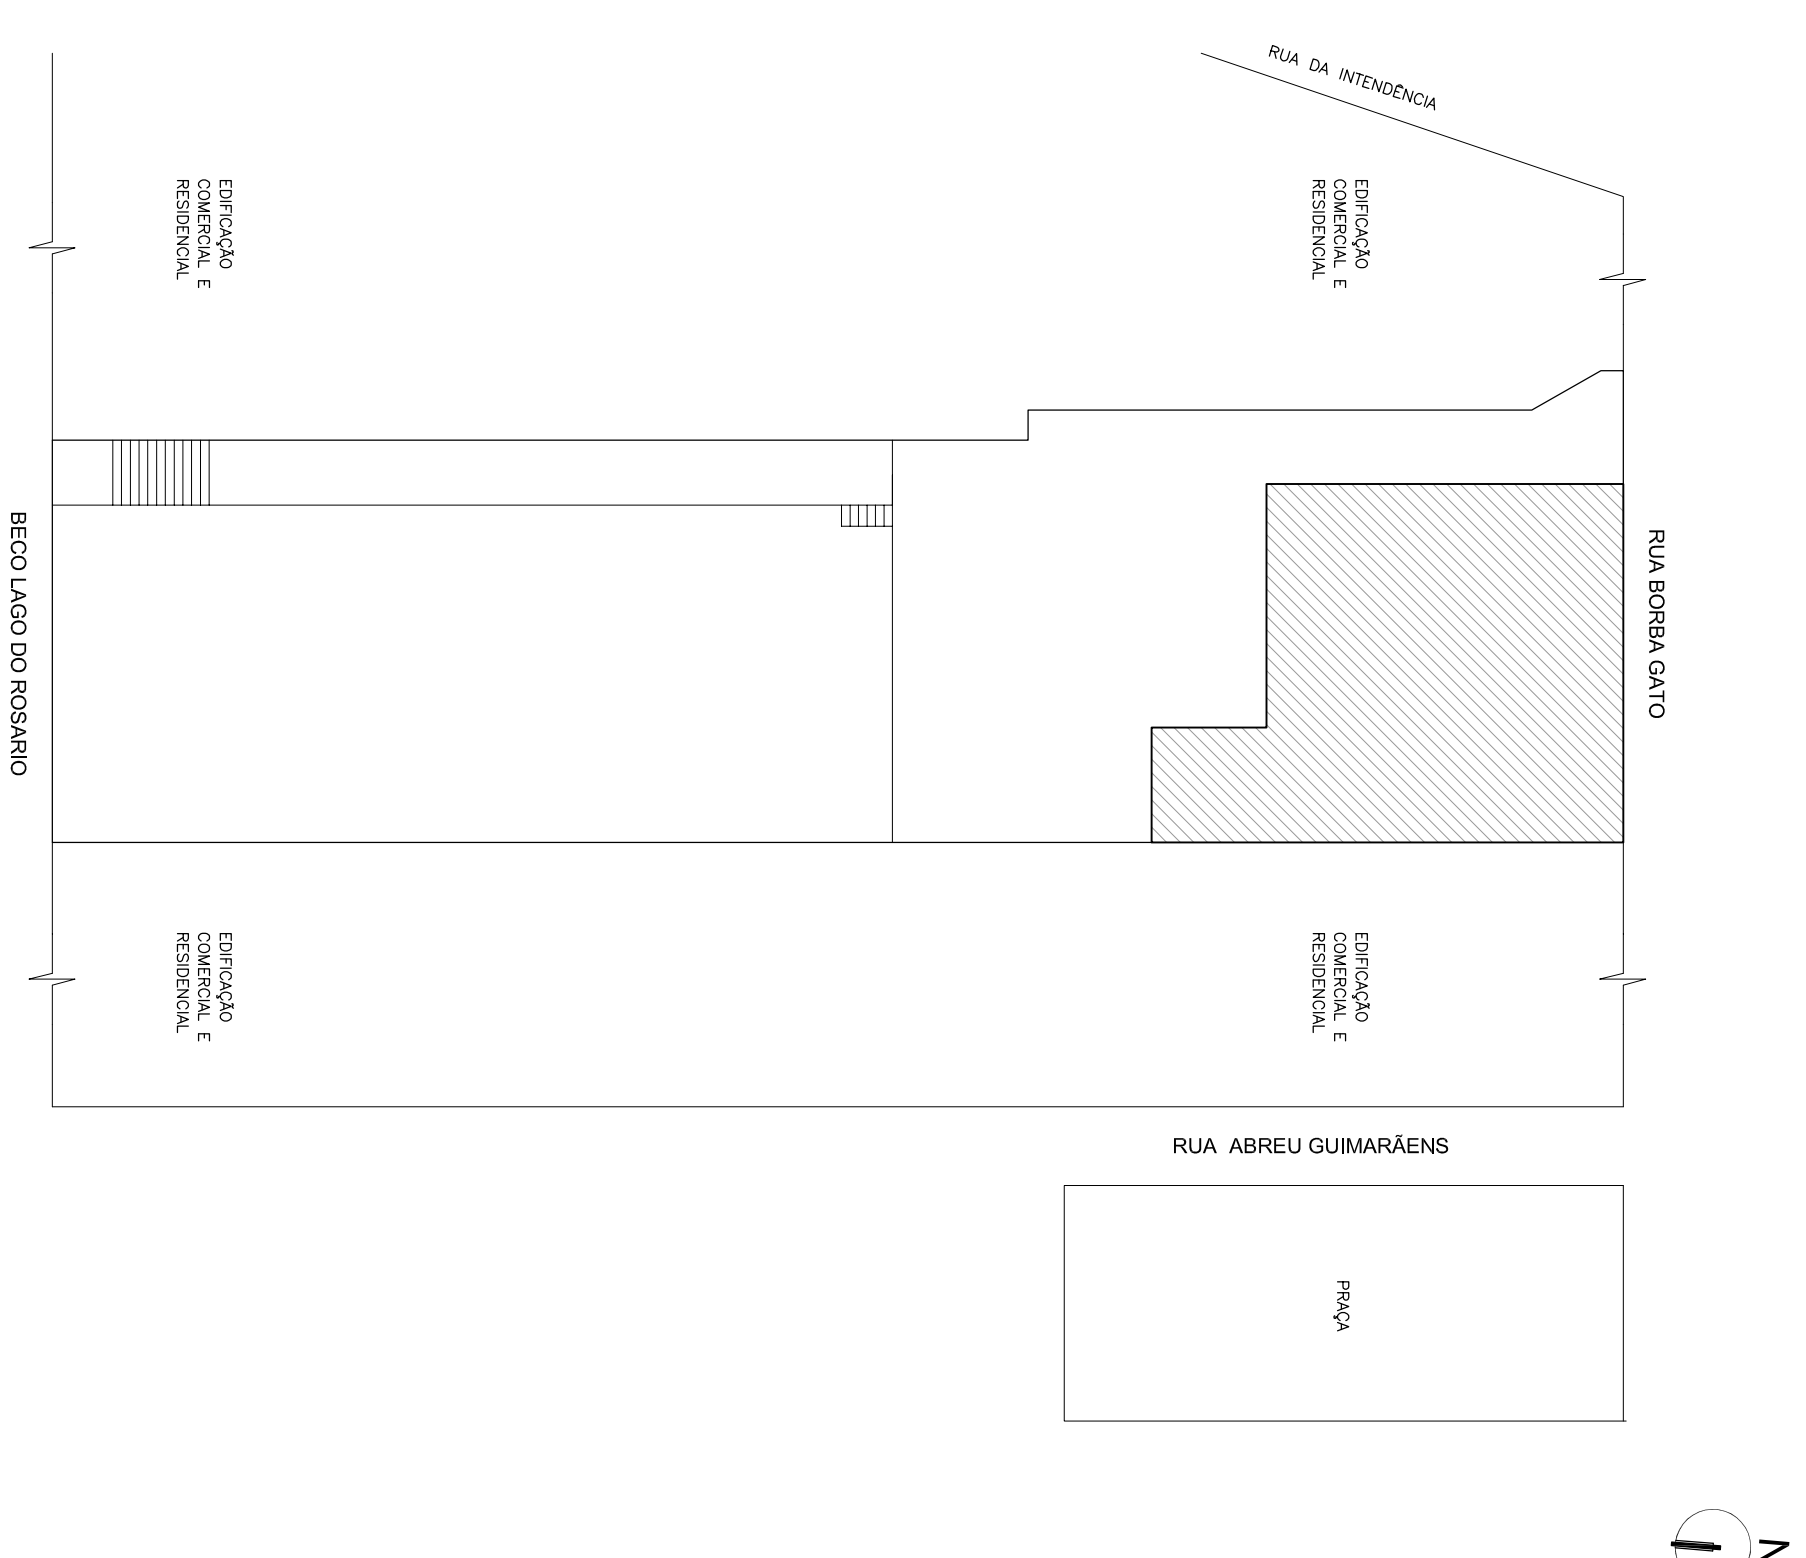 RUA DA INTENDÊNCIA
EDIFICAÇÃO
COMERCIAL E
RESIDENCIAL
EDIFICAÇÃO
COMERCIAL E
RESIDENCIAL
BECO LAGO DO ROSARIO
RUA BORBA GATO
EDIFICAÇÃO
COMERCIAL E
RESIDENCIAL
EDIFICAÇÃO
COMERCIAL E
RESIDENCIAL
RUA ABREU GUIMARÃENS
PRAÇA